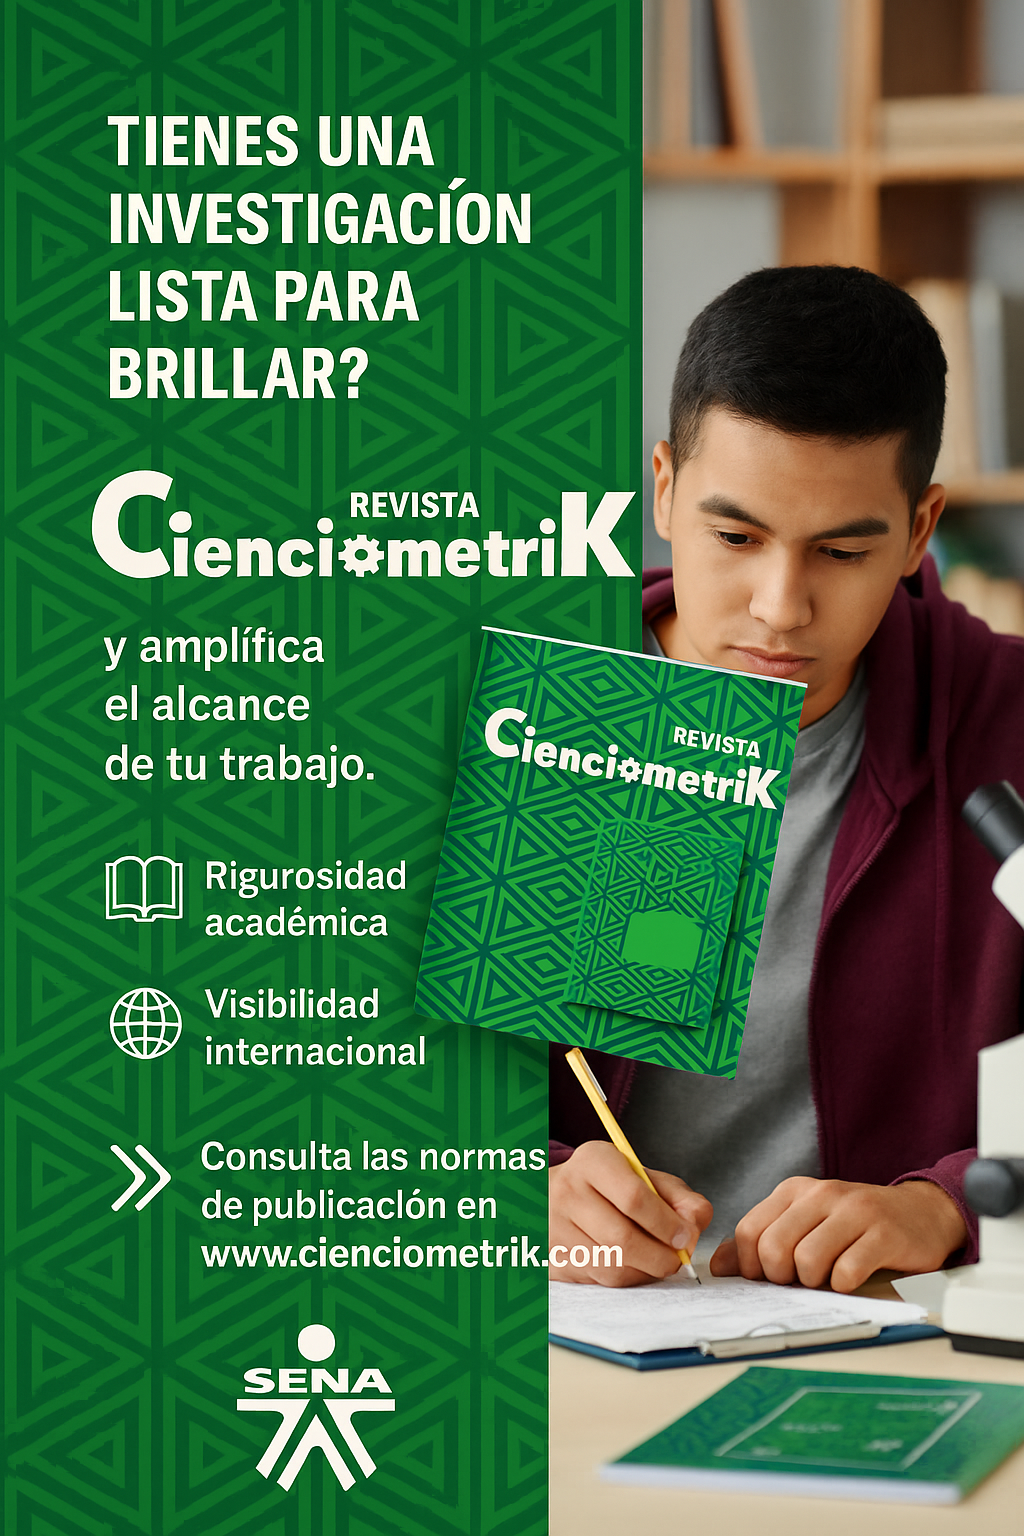 TIENES UNA
INVESTIGACÍON
LISTA PARA
BRILLAR?
REVISTA
CienciometriK
y amplífica
el alcance
de tu trabajo.
REVISTA
CienciometriK
Rigurosidad
académica
Visibilidad
internacional
Consulta las normas
de publicaclón en
www.cienciometrik.com
SENA